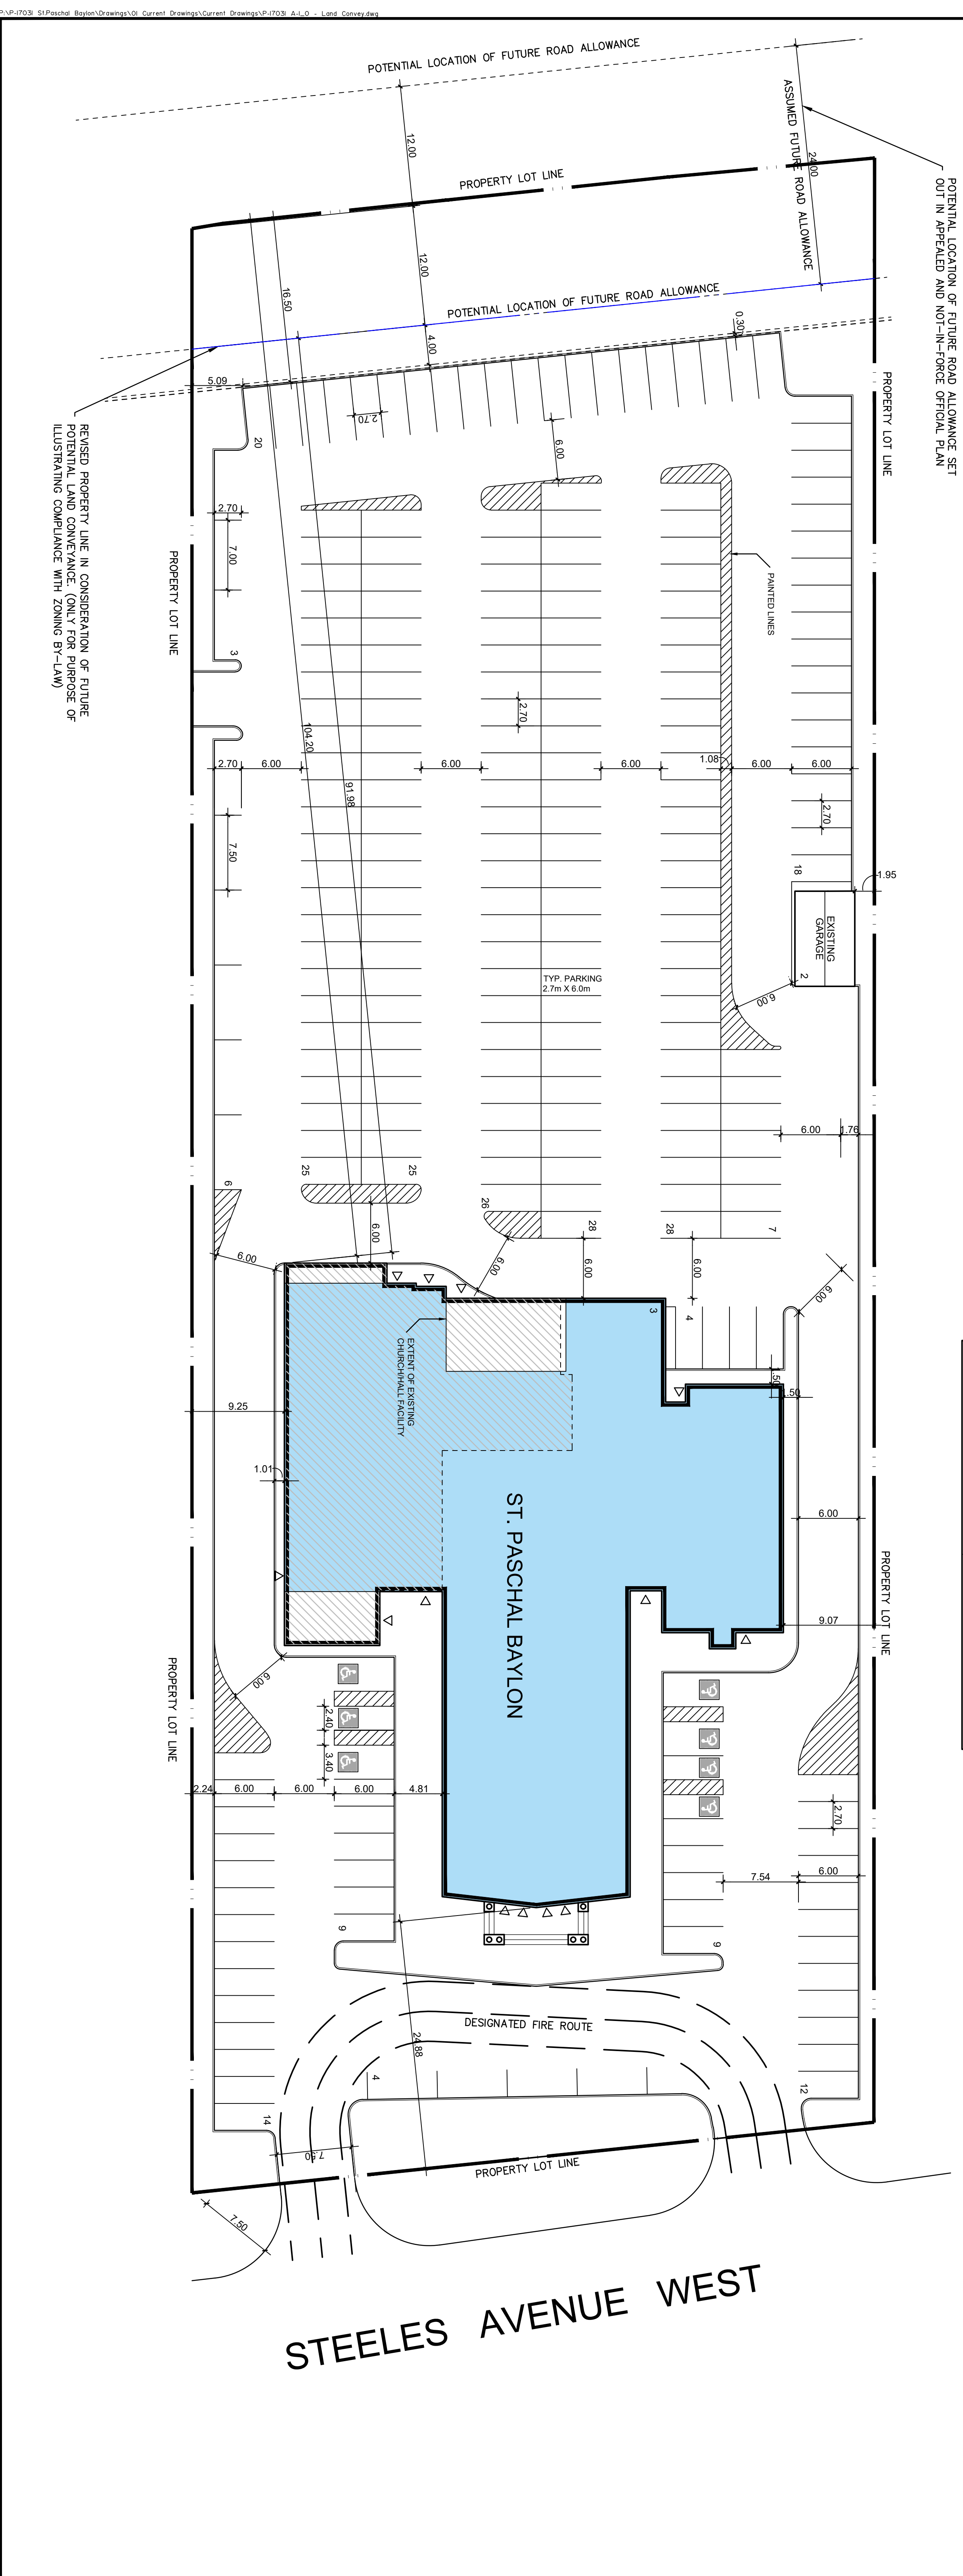 P:\P-17031 St.Paschal Baylon\Drawings\01 Current Drawings\Current Drawings\P-17031 A-1_0 - Land Convey.dwg
POTENTIAL LOCATION OF FUTURE ROAD ALLOWANCE
12.00
24.00
ASSUMED FUTURE ROAD ALLOWANCE
POTENTIAL LOCATION OF FUTURE ROAD ALLOWANCE SET
OUT IN APPEALED AND NOT-IN-FORCE OFFICIAL PLAN
PROPERTY LOT LINE
12.00
16.50
POTENTIAL LOCATION OF FUTURE ROAD ALLOWANCE
4.00
0.30
5.09
PROPERTY LOT LINE
REVISED PROPERTY LINE IN CONSIDERATION OF FUTURE
POTENTIAL LAND CONVEYANCE. (ONLY FOR PURPOSE OF
ILLUSTRATING COMPLIANCE WITH ZONING BY-LAW)
20
2.70
6.00
2.70
7.00
PROPERTY LOT LINE
PAINTED LINES
3
2.70
104.20
91.98
2.70
6.00
6.00
6.00
1.08
6.00
6.00
7.50
2.70
18
1.95
EXISTING
GARAGE
2
TYP. PARKING
2.7m X 6.0m
6.00
6.00
1.76
6
25
25
26
28
28
7
6.00
6.00
6.00
6.00
6.00
6.00
3
4
EXTENT OF EXISTING
CHURCH/HALL FACILITY
1.50
1.50
9.25
1.01
ST. PASCHAL BAYLON
6.00
PROPERTY LOT LINE
9.07
PROPERTY LOT LINE
6.00
2.40
3.40
2.24
6.00
6.00
6.00
4.81
2.70
7.54
6.00
9
9
DESIGNATED FIRE ROUTE
24.88
4
12
14
7.50
PROPERTY LOT LINE
7.50
STEELES AVENUE WEST